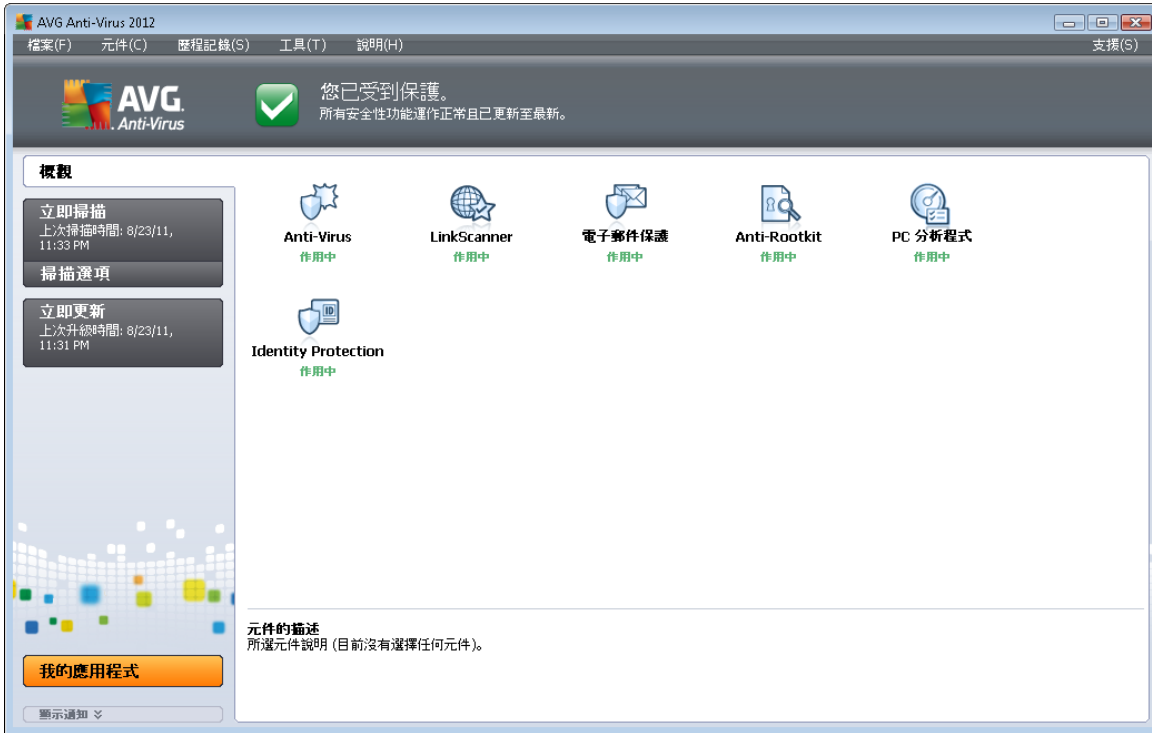 AVG Anti-Virus 2012
檔案(F) 元件(C) 歷程記錄(S) 工具(T) 說明(H) 支援(S)
AVG.
Anti-Virus
您已受到保護。
所有安全性功能運作正常且已更新至最新。
概觀
立即掃描
上次掃描時間: 8/23/11,
11:33 PM
掃描選項
立即更新
上次升級時間: 8/23/11,
11:31 PM
Anti-Virus
作用中
LinkScanner
作用中
電子郵件保護
作用中
Anti-Rootkit
作用中
PC 分析程式
作用中
Identity Protection
作用中
元件的描述
所選元件說明 (目前沒有選擇任何元件)。
我的應用程式
顯示通知